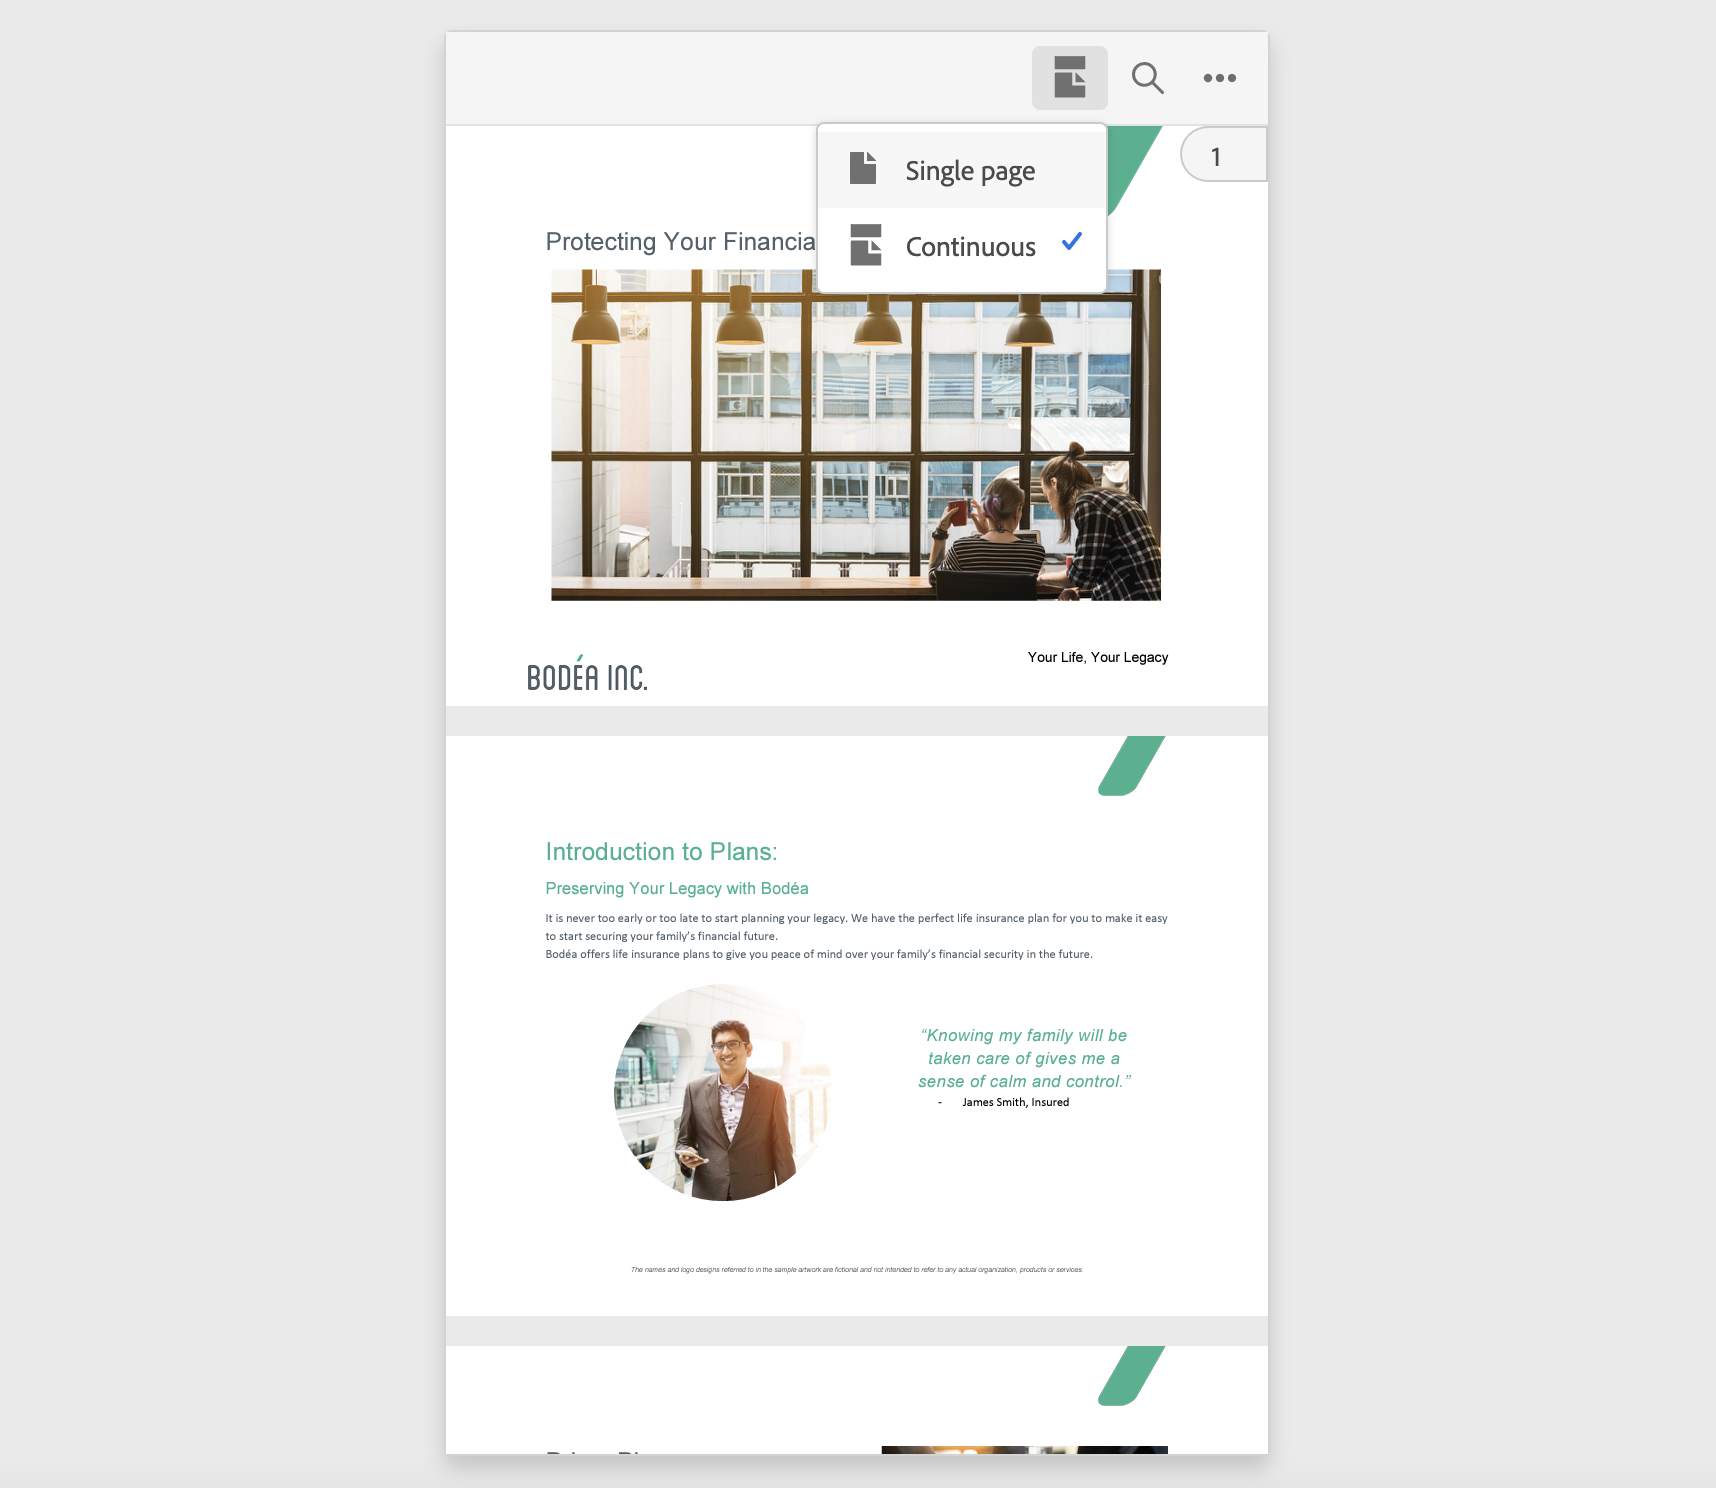 Single page
Continuous
1
Protecting Your Financia
Your Life, Your Legacy
BODÉA INC.
Introduction to Plans:
Preserving Your Legacy with Bodéa
It is never too early or too late to start planning your legacy. We have the perfect life insurance plan for you to make it easy
to start securing your family’s financial future.
Bodéa offers life insurance plans to give you peace of mind over your family’s financial security in the future.
“Knowing my family will be
taken care of gives me a
sense of calm and control.”
- James Smith, Insured
The names and logo designs referred to in the sample artwork are fictional and not intended to refer to any actual organization, products or services.